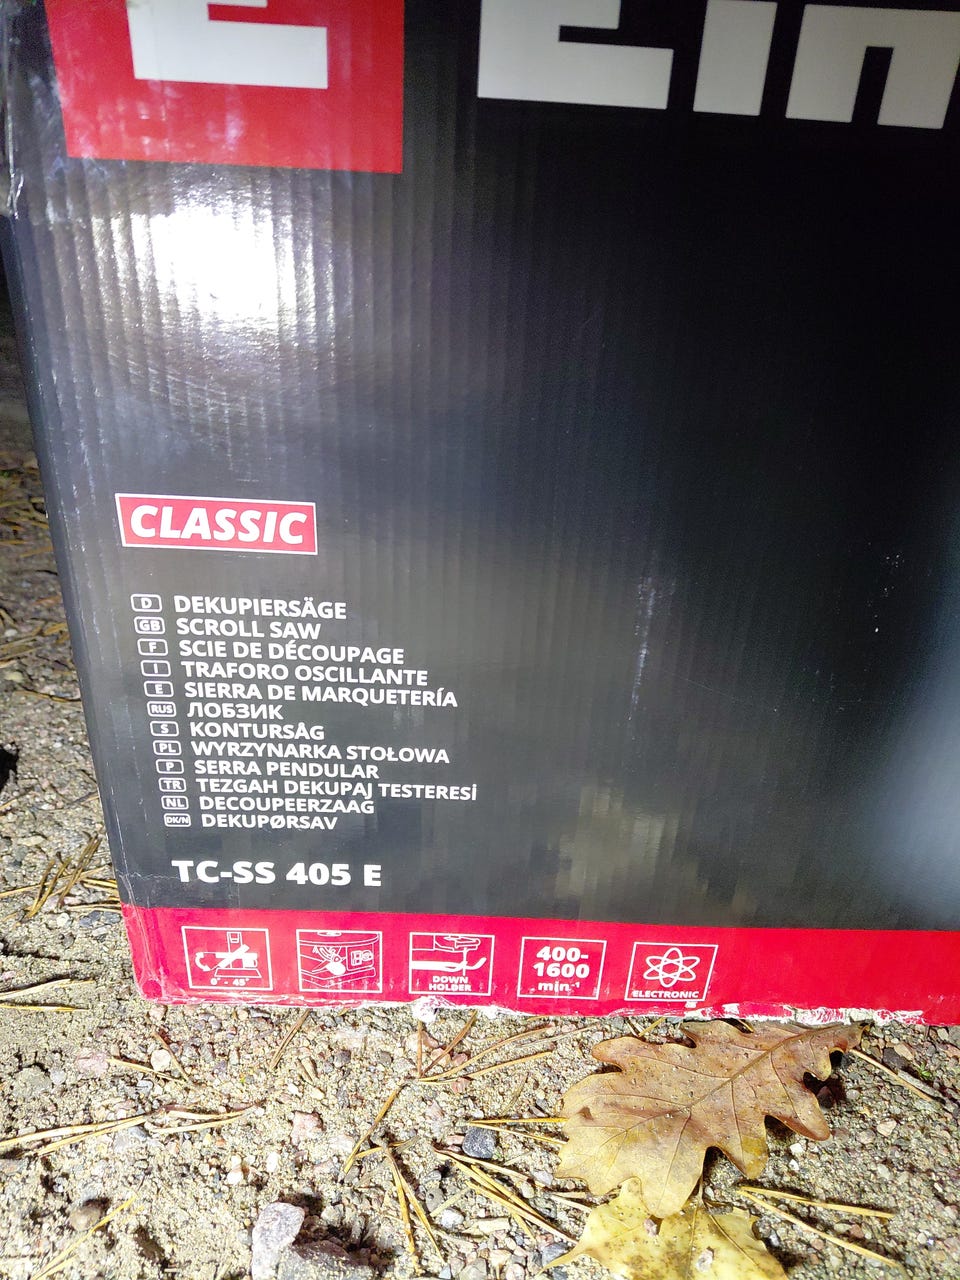 Ein
CLASSIC
D DEKUPIERSÄGE
GB SCROLL SAW
F SCIE DE DÉCOUPAGE
I TRAFORO OSCILLANTE
E SIERRA DE MARQUETERÍA
RUS ЛОБЗИК
S KONTURSÅG
PL WYRZYNARKA STOŁOWA
P SERRA PENDULAR
TR TEZGAH DEKUPAJ TESTERESİ
NL DECOUPEERZAAG
DK/N DEKUPØRSAV
TC-SS 405 E
0° - 45°
DOWN
HOLDER
400-
1600
min⁻¹
ELECTRONIC